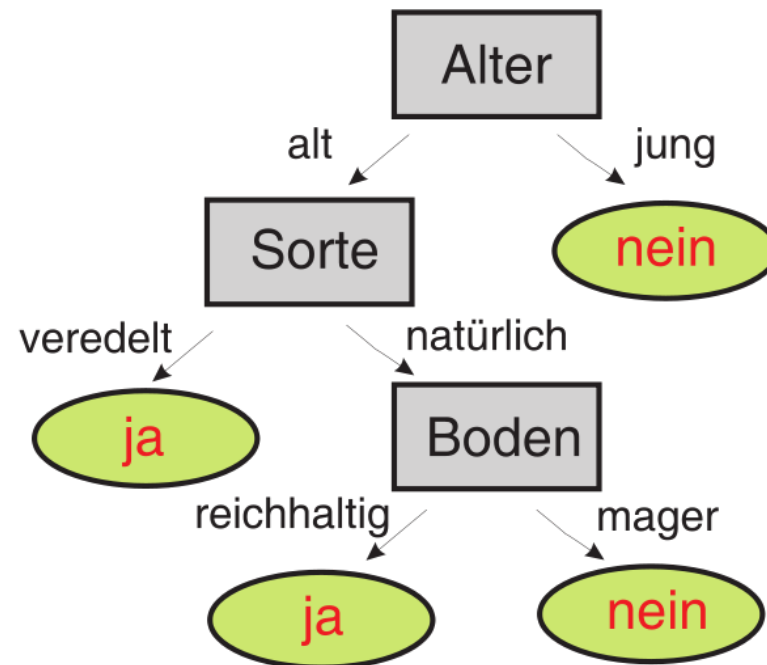 Alter
alt
jung
Sorte
nein
veredelt
natürlich
ja
Boden
reichhaltig
mager
ja
nein